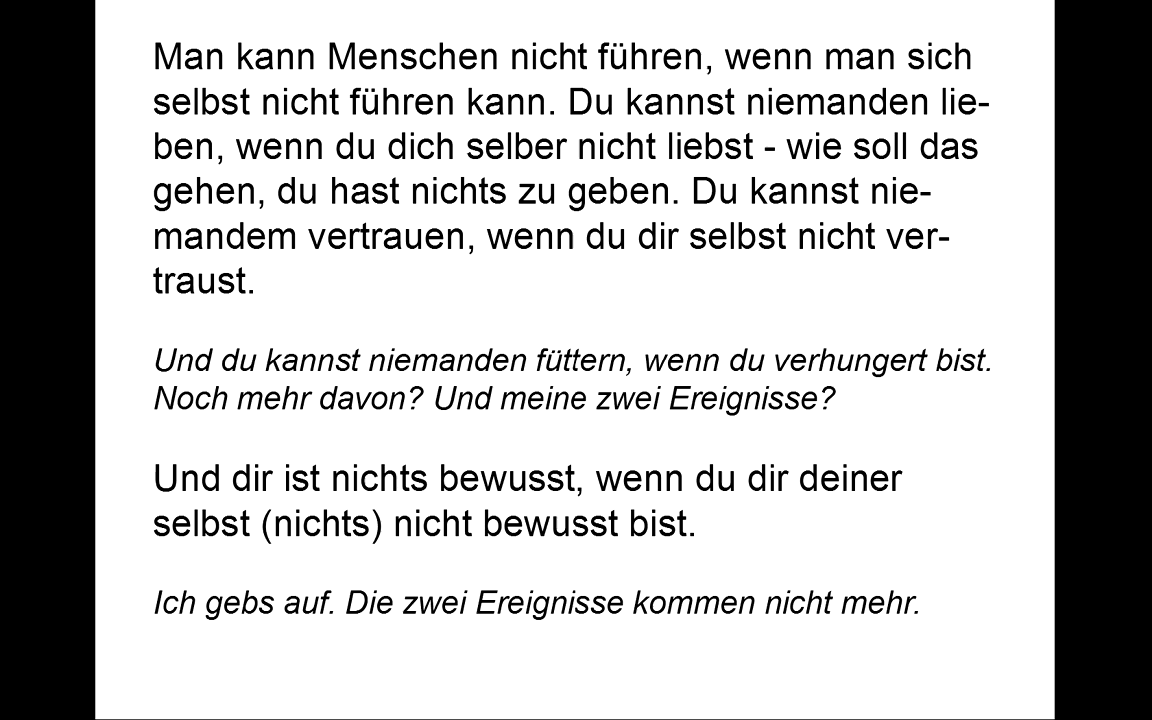 Man kann Menschen nicht führen, wenn man sich
selbst nicht führen kann. Du kannst niemanden lie-
ben, wenn du dich selber nicht liebst - wie soll das
gehen, du hast nichts zu geben. Du kannst nie-
mandem vertrauen, wenn du dir selbst nicht ver-
traust.
Und du kannst niemanden füttern, wenn du verhungert bist.
Noch mehr davon? Und meine zwei Ereignisse?
Und dir ist nichts bewusst, wenn du dir deiner
selbst (nichts) nicht bewusst bist.
Ich gebs auf. Die zwei Ereignisse kommen nicht mehr.